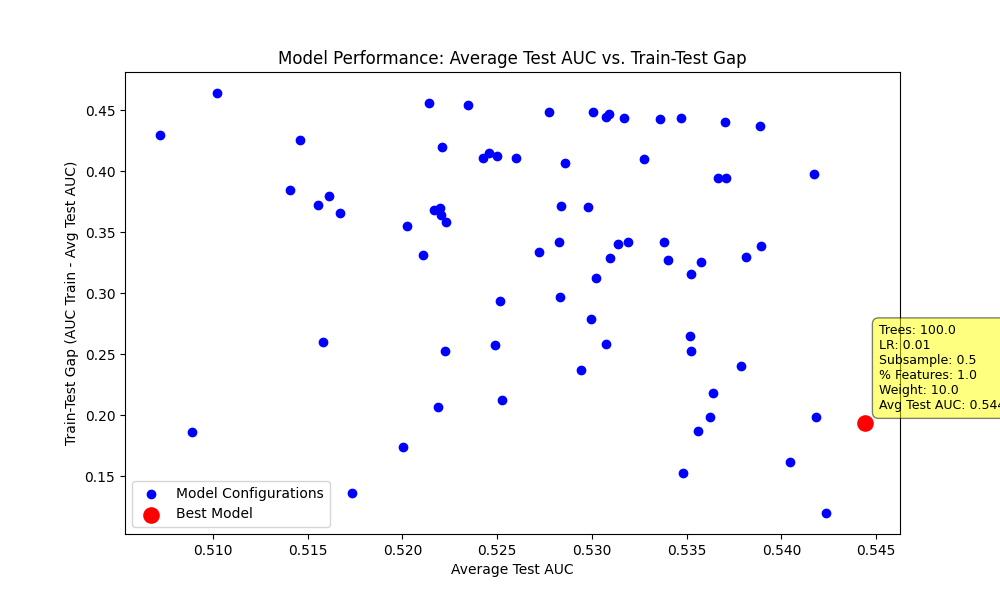 Model Performance: Average Test AUC vs. Train-Test Gap
Train-Test Gap (AUC Train - Avg Test AUC)
0.45
0.40
0.35
0.30
0.25
0.20
0.15
Trees: 100.0
LR: 0.01
Subsample: 0.5
% Features: 1.0
Weight: 10.0
Avg Test AUC: 0.544
Model Configurations
Best Model
0.510
0.515
0.520
0.525
0.530
0.535
0.540
0.545
Average Test AUC